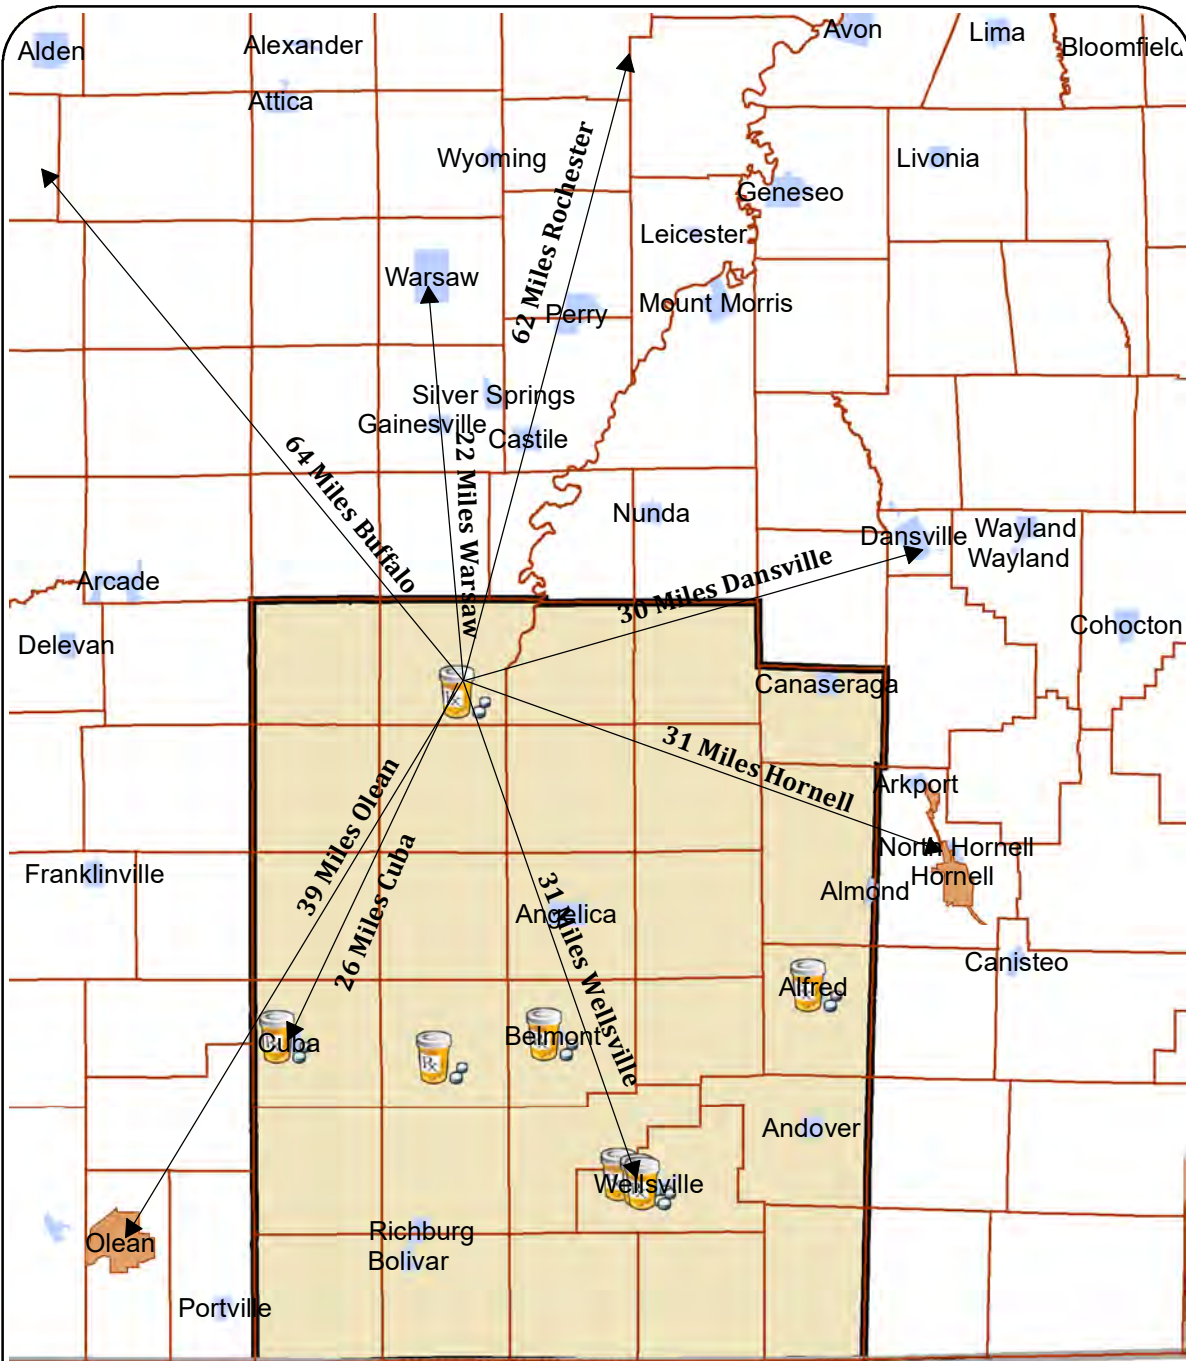 Avon
Lima
Alden
Alexander
Bloomfield
Attica
Wyoming
Livonia
Geneseo
62 Miles Rochester
Leicester
Warsaw
Mount Morris
Perry
Silver Springs
Gainesville
Castile
22 Miles Warsaw
64 Miles Buffalo
Nunda
Dansville
Wayland
Wayland
30 Miles Dansville
Arcade
Cohocton
Delevan
Canaseraga
Rx
31 Miles Hornell
Arkport
39 Miles Olean
26 Miles Cuba
North Hornell
Franklinville
Hornell
Almond
Angelica
31 Miles Wellsville
Canisteo
Alfred
Belmont
Cuba
Rx
Andover
Wellsville
Richburg
Olean
Bolivar
Portville